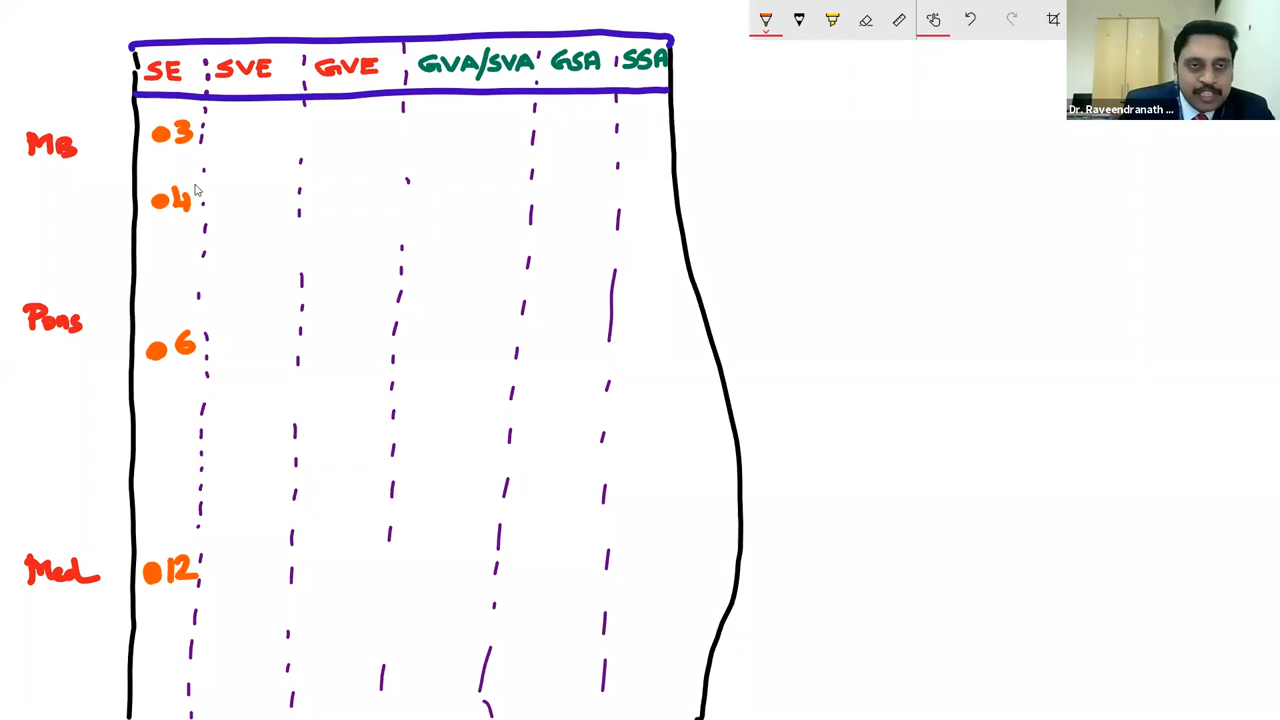 SE SVE GVE GVA/SVA GSA SSA
Dr. Raveendranath ...
MB
3
4
Pons
6
Med
12